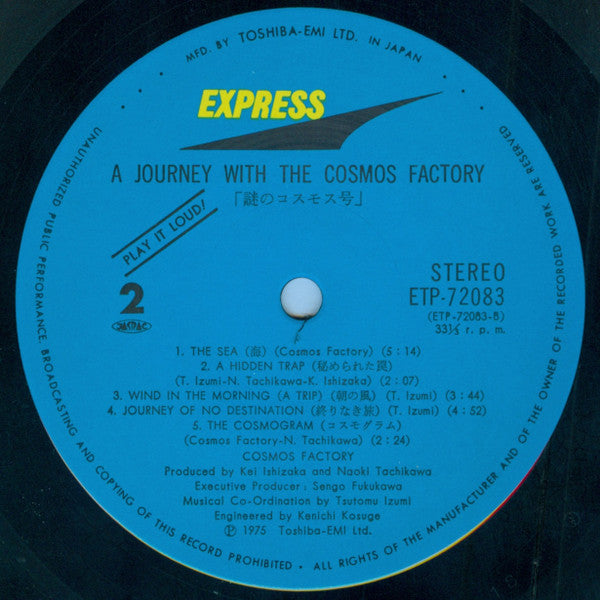 MFD. BY TOSHIBA-EMI LTD. IN JAPAN
EXPRESS
A JOURNEY WITH THE COSMOS FACTORY
「謎のコスモス号」
PLAY IT LOUD!
2
JASRAC
STEREO
ETP-72083
(ETP-72083-B)
33⅓ r. p. m.
1. THE SEA (海) (Cosmos Factory) (5:14)
2. A HIDDEN TRAP (秘められた罠)
(T. Izumi-N. Tachikawa-K. Ishizaka) (2:07)
3. WIND IN THE MORNING (A TRIP) (朝の風) (T. Izumi) (3:44)
4. JOURNEY OF NO DESTINATION (終りなき旅) (T. Izumi) (4:52)
5. THE COSMOGRAM (コスモグラム)
(Cosmos Factory-N. Tachikawa) (2:24)
COSMOS FACTORY
Produced by Kei Ishizaka and Naoki Tachikawa
Executive Producer: Sengo Fukukawa
Musical Co-Ordination by Tsutomu Izumi
Engineered by Kenichi Kosuge
Ⓟ 1975 Toshiba-EMI Ltd.
UNAUTHORIZED PUBLIC PERFORMANCE, BROADCASTING AND COPYING OF THIS RECORD PROHIBITED • ALL RIGHTS OF THE MANUFACTURER AND OF THE OWNER OF THE RECORDED WORK ARE RESERVED